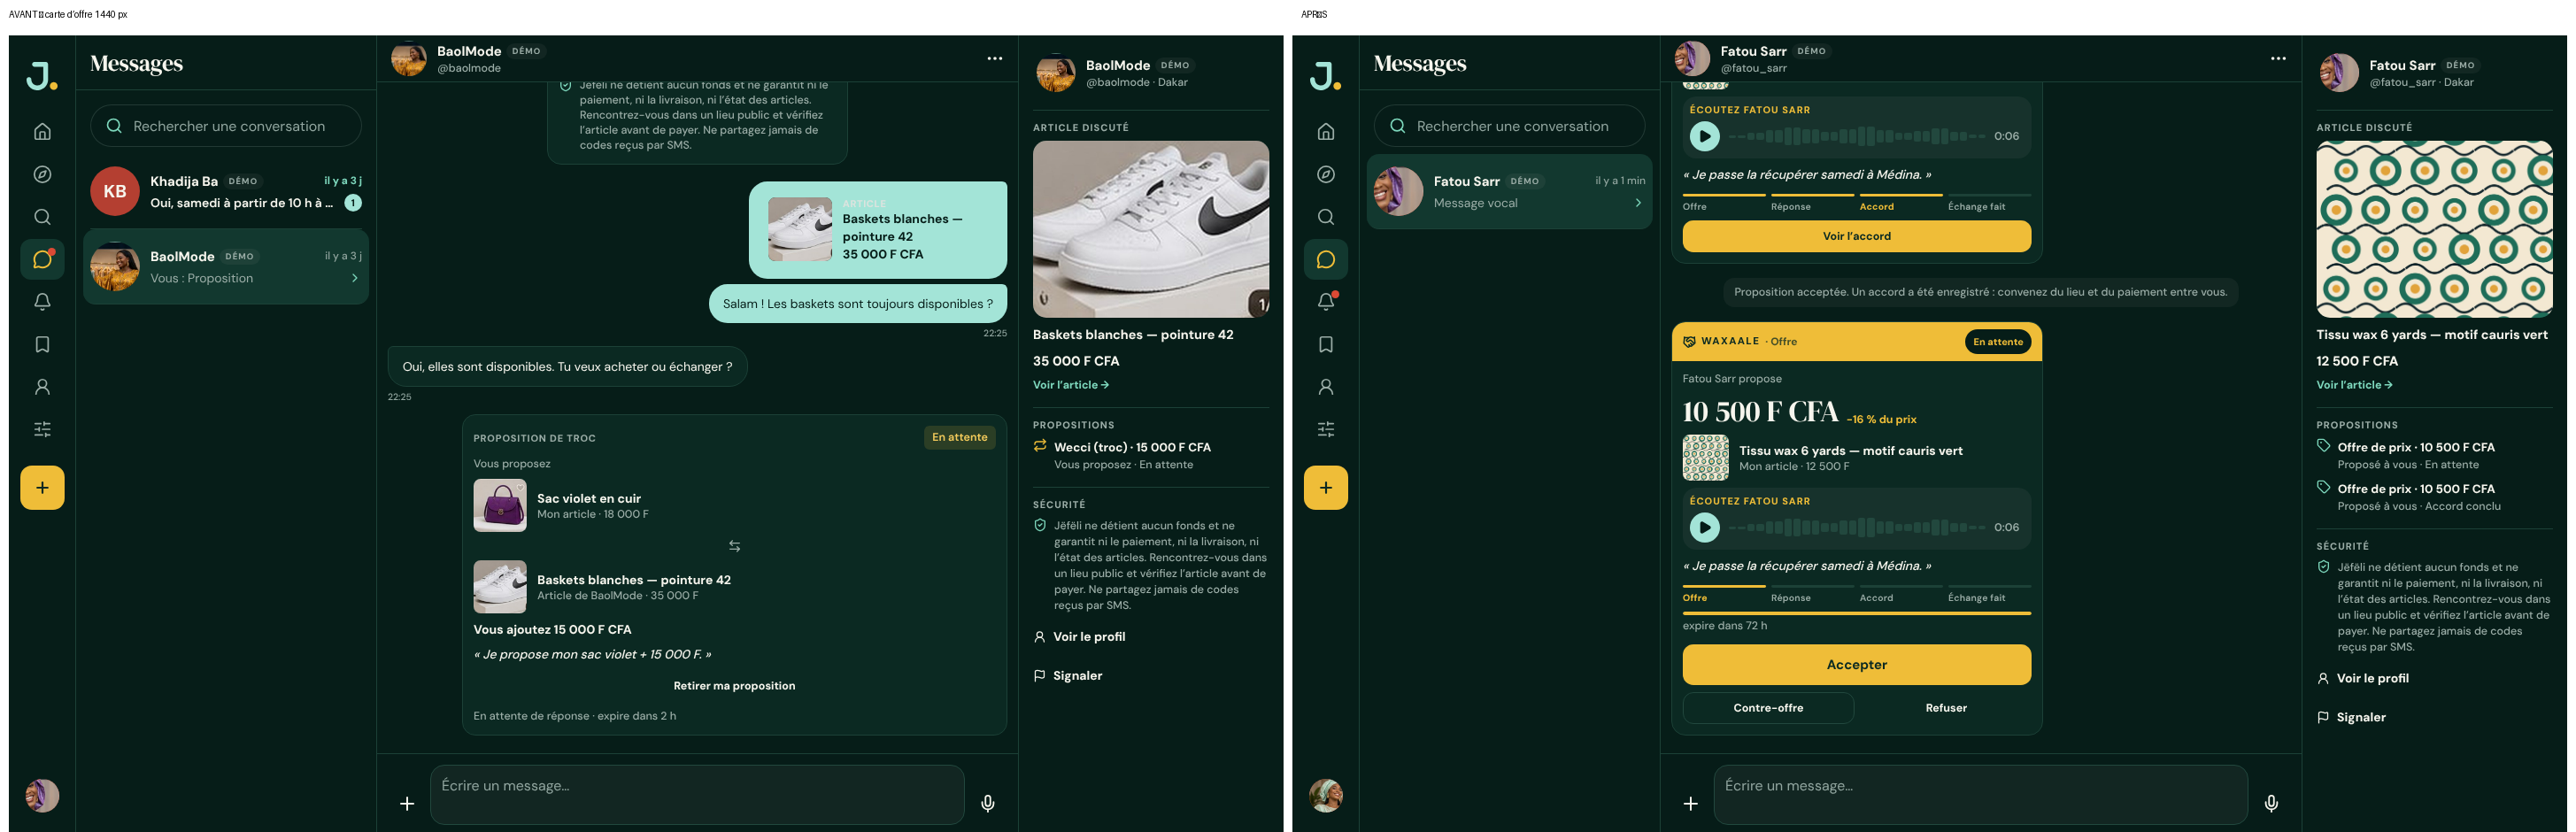 AVANT carte d'offre 1440 px
J.
Messages
Rechercher une conversation
KB
Khadija Ba DÉMO il y a 3 j
Oui, samedi à partir de 10 h à ... 1
BaolMode DÉMO il y a 3 j
Vous : Proposition
BaolMode DÉMO
@baolmode
Jëfëli ne détient aucun fonds et ne garantit ni le
paiement, ni la livraison, ni l'état des articles.
Rencontrez-vous dans un lieu public et vérifiez
l'article avant de payer. Ne partagez jamais de
codes reçus par SMS.
ARTICLE
Baskets blanches —
pointure 42
35 000 F CFA
Salam ! Les baskets sont toujours disponibles ?
22:25
Oui, elles sont disponibles. Tu veux acheter ou échanger ?
22:25
PROPOSITION DE TROC
En attente
Vous proposez
Sac violet en cuir
Mon article · 18 000 F
Baskets blanches — pointure 42
Article de BaolMode · 35 000 F
Vous ajoutez 15 000 F CFA
« Je propose mon sac violet + 15 000 F. »
Retirer ma proposition
En attente de réponse · expire dans 2 h
Écrire un message...
BaolMode DÉMO
@baolmode · Dakar
ARTICLE DISCUTÉ
1/
Baskets blanches — pointure 42
35 000 F CFA
Voir l'article →
PROPOSITIONS
Wecci (troc) · 15 000 F CFA
Vous proposez · En attente
SÉCURITÉ
Jëfëli ne détient aucun fonds et ne
garantit ni le paiement, ni la livraison, ni
l'état des articles. Rencontrez-vous dans
un lieu public et vérifiez l'article avant de
payer. Ne partagez jamais de codes
reçus par SMS.
Voir le profil
Signaler
APR S
J.
Messages
Rechercher une conversation
Fatou Sarr DÉMO il y a 1 min
Message vocal
Fatou Sarr DÉMO
@fatou_sarr
ÉCOUTEZ FATOU SARR
0:06
« Je passe la récupérer samedi à Médina. »
Offre Réponse Accord Échange fait
Voir l'accord
Proposition acceptée. Un accord a été enregistré : convenez du lieu et du paiement entre vous.
WAXAALE · Offre
En attente
Fatou Sarr propose
10 500 F CFA -16 % du prix
Tissu wax 6 yards — motif cauris vert
Mon article · 12 500 F
ÉCOUTEZ FATOU SARR
0:06
« Je passe la récupérer samedi à Médina. »
Offre Réponse Accord Échange fait
expire dans 72 h
Accepter
Contre-offre
Refuser
Écrire un message...
Fatou Sarr DÉMO
@fatou_sarr · Dakar
ARTICLE DISCUTÉ
Tissu wax 6 yards — motif cauris vert
12 500 F CFA
Voir l'article →
PROPOSITIONS
Offre de prix · 10 500 F CFA
Proposé à vous · En attente
Offre de prix · 10 500 F CFA
Proposé à vous · Accord conclu
SÉCURITÉ
Jëfëli ne détient aucun fonds et ne
garantit ni le paiement, ni la livraison, ni
l'état des articles. Rencontrez-vous dans
un lieu public et vérifiez l'article avant de
payer. Ne partagez jamais de codes
reçus par SMS.
Voir le profil
Signaler